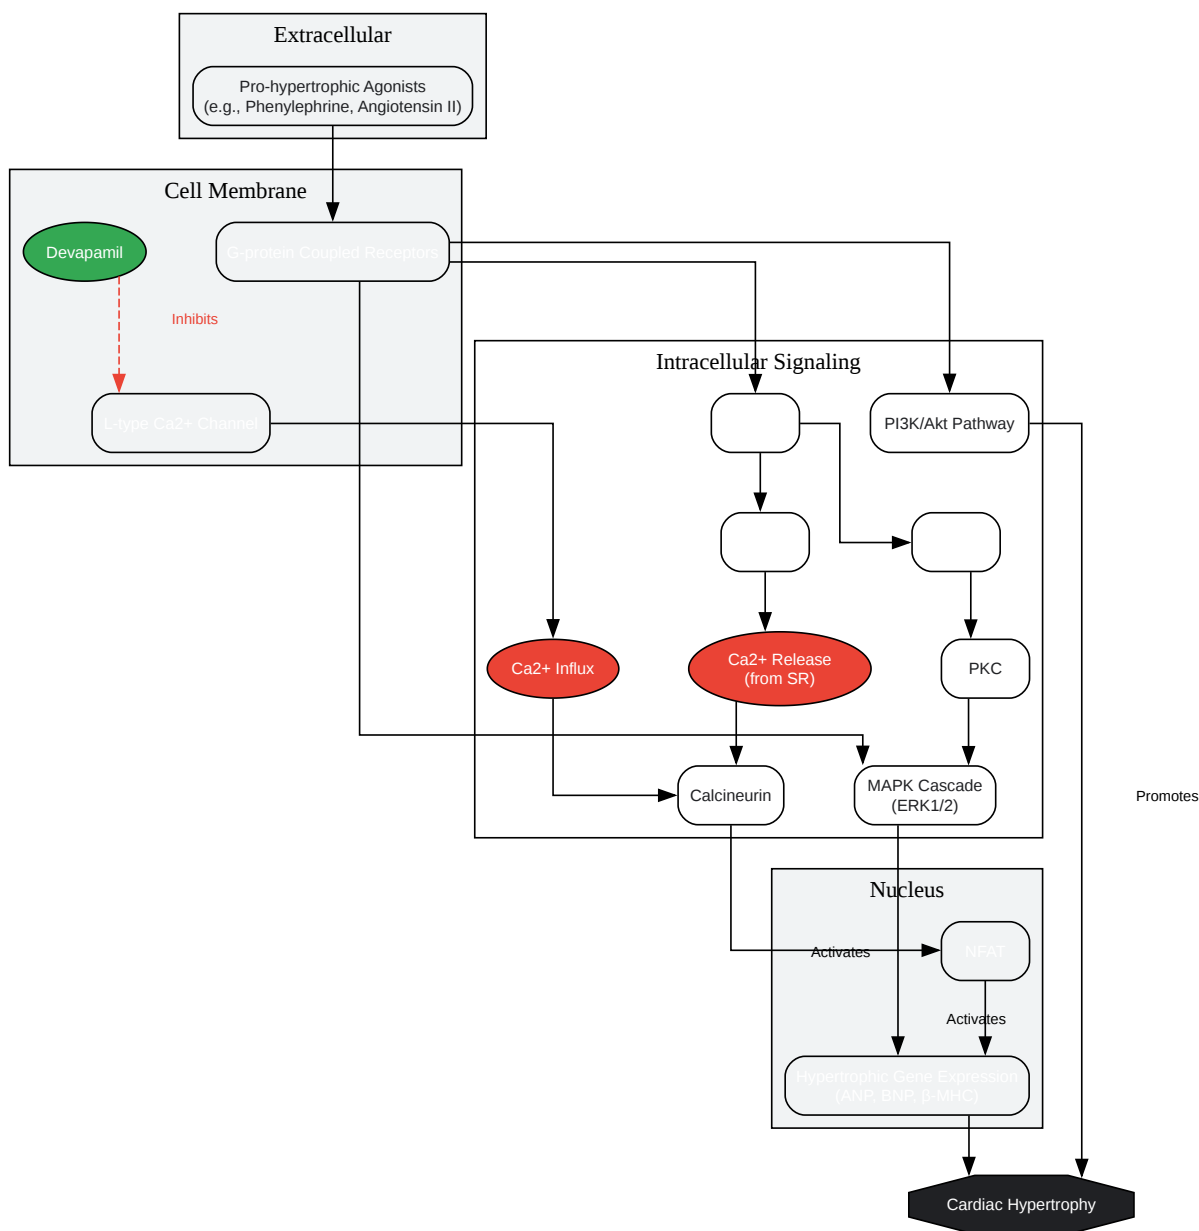 Extracellular
Pro-hypertrophic Agonists
(e.g., Phenylephrine, Angiotensin II)
Cell Membrane
Devapamil
G-protein Coupled Receptors
Inhibits
L-type Ca2+ Channel
Intracellular Signaling
PI3K/Akt Pathway
Ca2+ Influx
Ca2+ Release
(from SR)
PKC
Calcineurin
MAPK Cascade
(ERK1/2)
Promotes
Nucleus
Activates
NFAT
Activates
Hypertrophic Gene Expression
(ANP, BNP, β-MHC)
Cardiac Hypertrophy